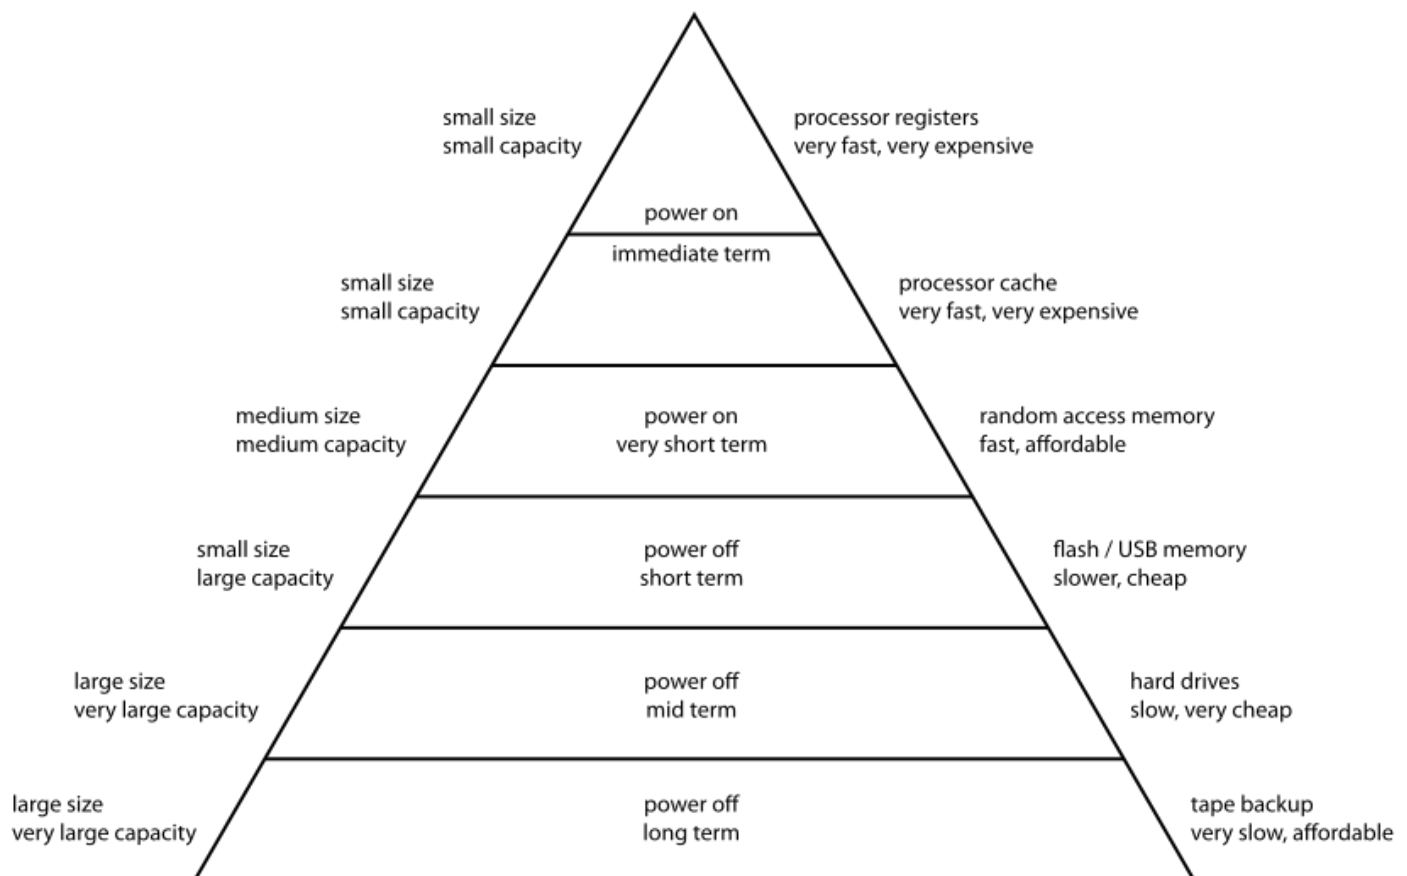 small size
small capacity
processor registers
very fast, very expensive
power on
immediate term
small size
small capacity
processor cache
very fast, very expensive
medium size
medium capacity
power on
very short term
random access memory
fast, affordable
small size
large capacity
power off
short term
flash / USB memory
slower, cheap
large size
very large capacity
power off
mid term
hard drives
slow, very cheap
large size
very large capacity
power off
long term
tape backup
very slow, affordable